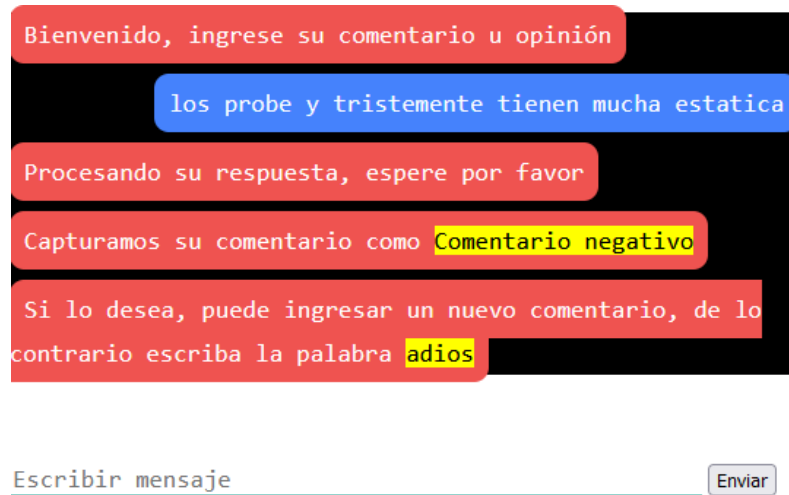 Bienvenido, ingrese su comentario u opinión
los probe y tristemente tienen mucha estatica
Procesando su respuesta, espere por favor
Capturamos su comentario como Comentario negativo
Si lo desea, puede ingresar un nuevo comentario, de lo
contrario escriba la palabra adios
Escribir mensaje
Enviar